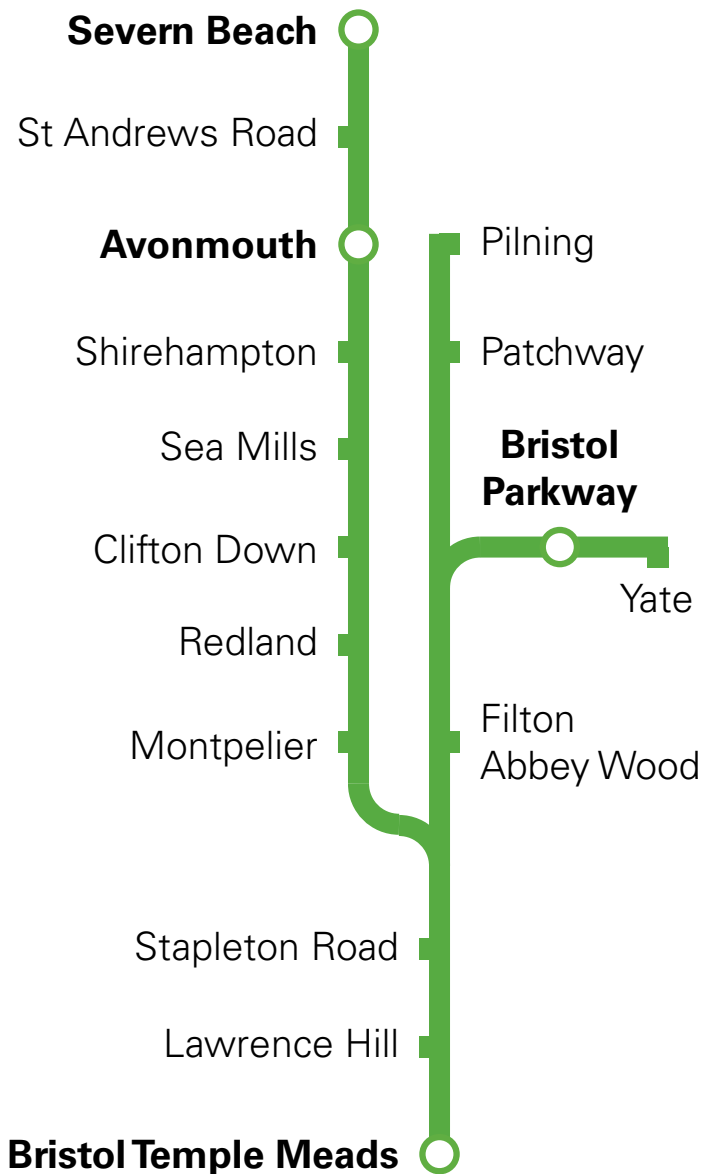 Severn Beach
St Andrews Road
Avonmouth
Pilning
Shirehampton
Patchway
Sea Mills
Bristol
Parkway
Clifton Down
Yate
Redland
Filton
Abbey Wood
Montpelier
Stapleton Road
Lawrence Hill
Bristol Temple Meads